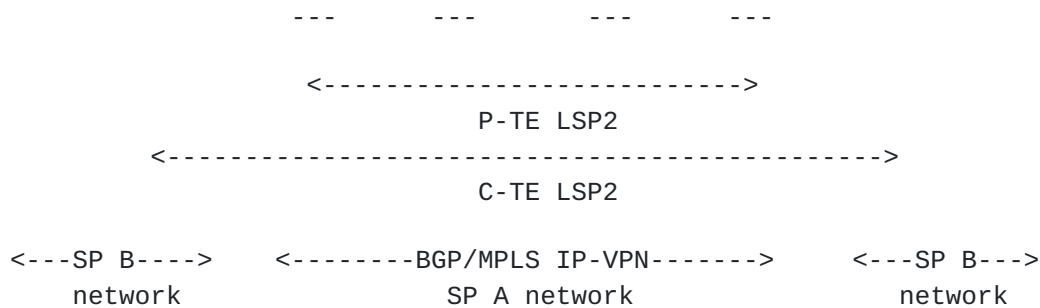 ---      ---       ---      ---
<--------------------------->
P-TE LSP2
<----------------------------------------------->
C-TE LSP2
<---SP B---->    <--------BGP/MPLS IP-VPN------->     <---SP B--->
network                 SP A network                 network